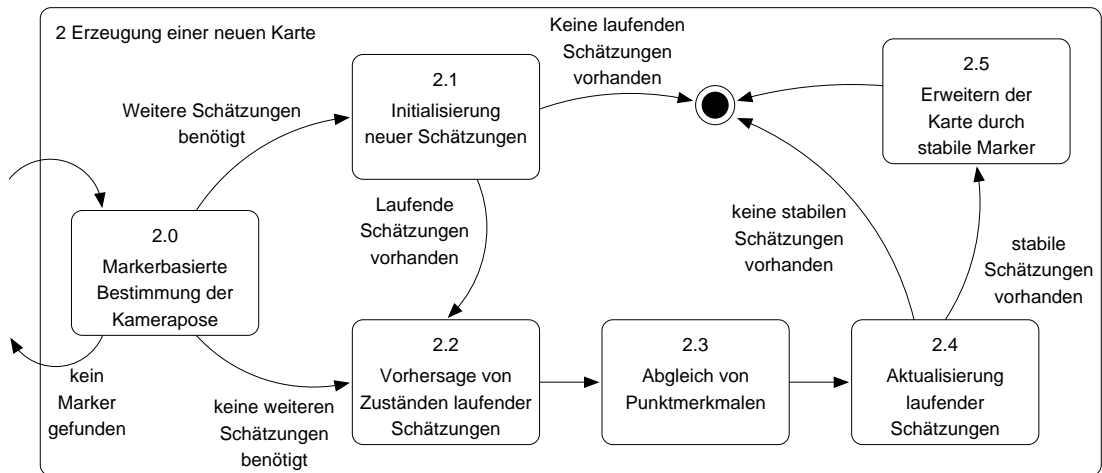 2 Erzeugung einer neuen Karte
Keine laufenden
Schätzungen
vorhanden
2.1
Initialisierung
neuer Schätzungen
2.5
Erweitern der
Karte durch
stabile Marker
Weitere Schätzungen
benötigt
Laufende
Schätzungen
vorhanden
keine stabilen
Schätzungen
vorhanden
stabile
Schätzungen
vorhanden
2.0
Markerbasierte
Bestimmung der
Kamerapose
kein
Marker
gefunden
keine weiteren
Schätzungen
benötigt
2.2
Vorhersage von
Zuständen laufender
Schätzungen
2.3
Abgleich von
Punktmerkmalen
2.4
Aktualisierung
laufender
Schätzungen